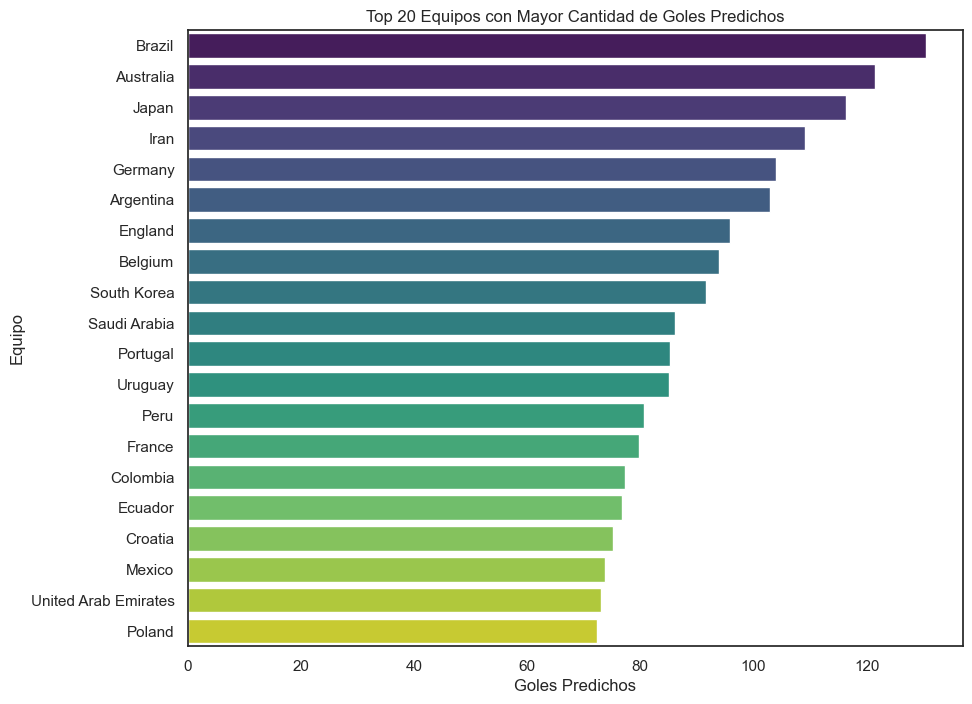 Top 20 Equipos con Mayor Cantidad de Goles Predichos
Equipo
Brazil
Australia
Japan
Iran
Germany
Argentina
England
Belgium
South Korea
Saudi Arabia
Portugal
Uruguay
Peru
France
Colombia
Ecuador
Croatia
Mexico
United Arab Emirates
Poland
0 20 40 60 80 100 120
Goles Predichos